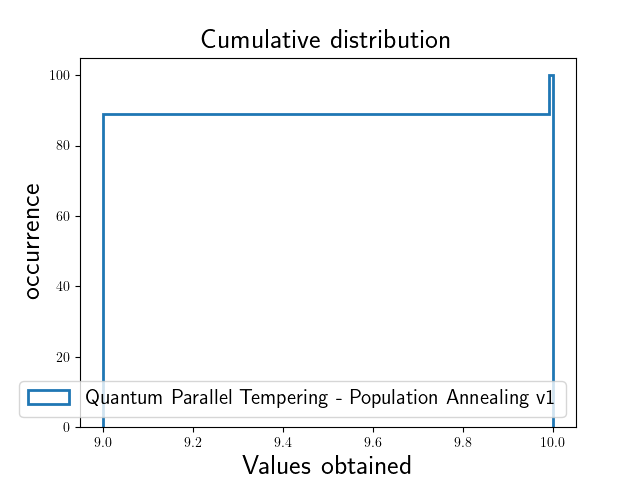 Cumulative distribution
occurrence
100
80
60
40
20
0
Quantum Parallel Tempering - Population Annealing v1
9.0 9.2 9.4 9.6 9.8 10.0
Values obtained